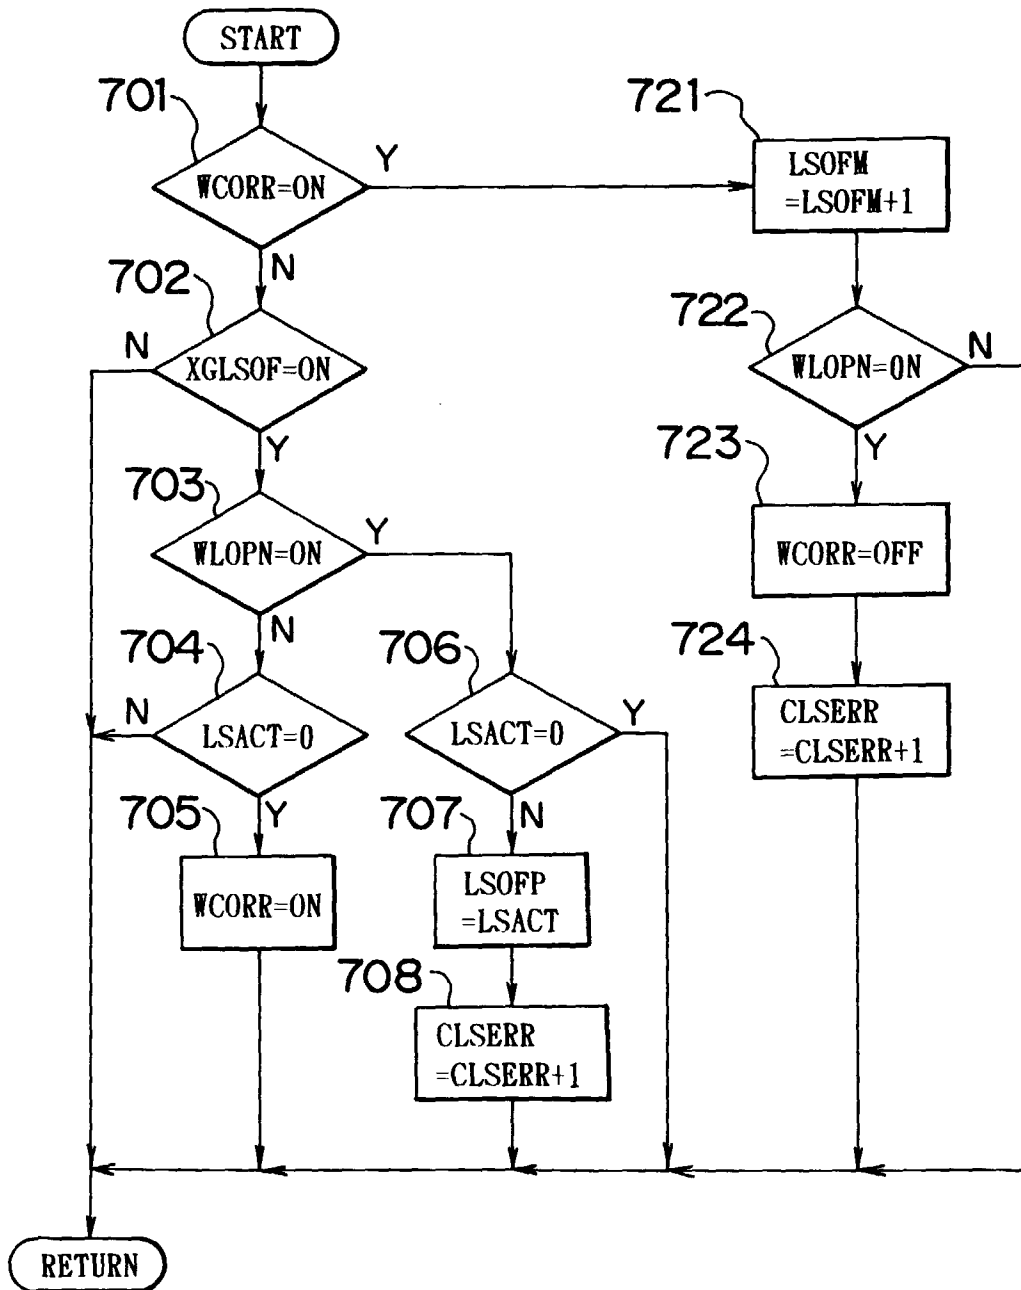 START
701
WCORR=ON
Y
N
702
XGLSOF=ON
N
Y
703
WLOPN=ON
Y
N
704
LSACT=0
N
Y
705
WCORR=ON
706
LSACT=0
Y
N
707
LSOFP
=LSACT
708
CLSERR
=CLSERR+1
721
LSOFM
=LSOFM+1
722
WLOPN=ON
N
Y
723
WCORR=OFF
724
CLSERR
=CLSERR+1
RETURN